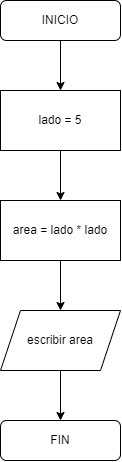 INICIO
lado = 5
area = lado * lado
escribir area
FIN